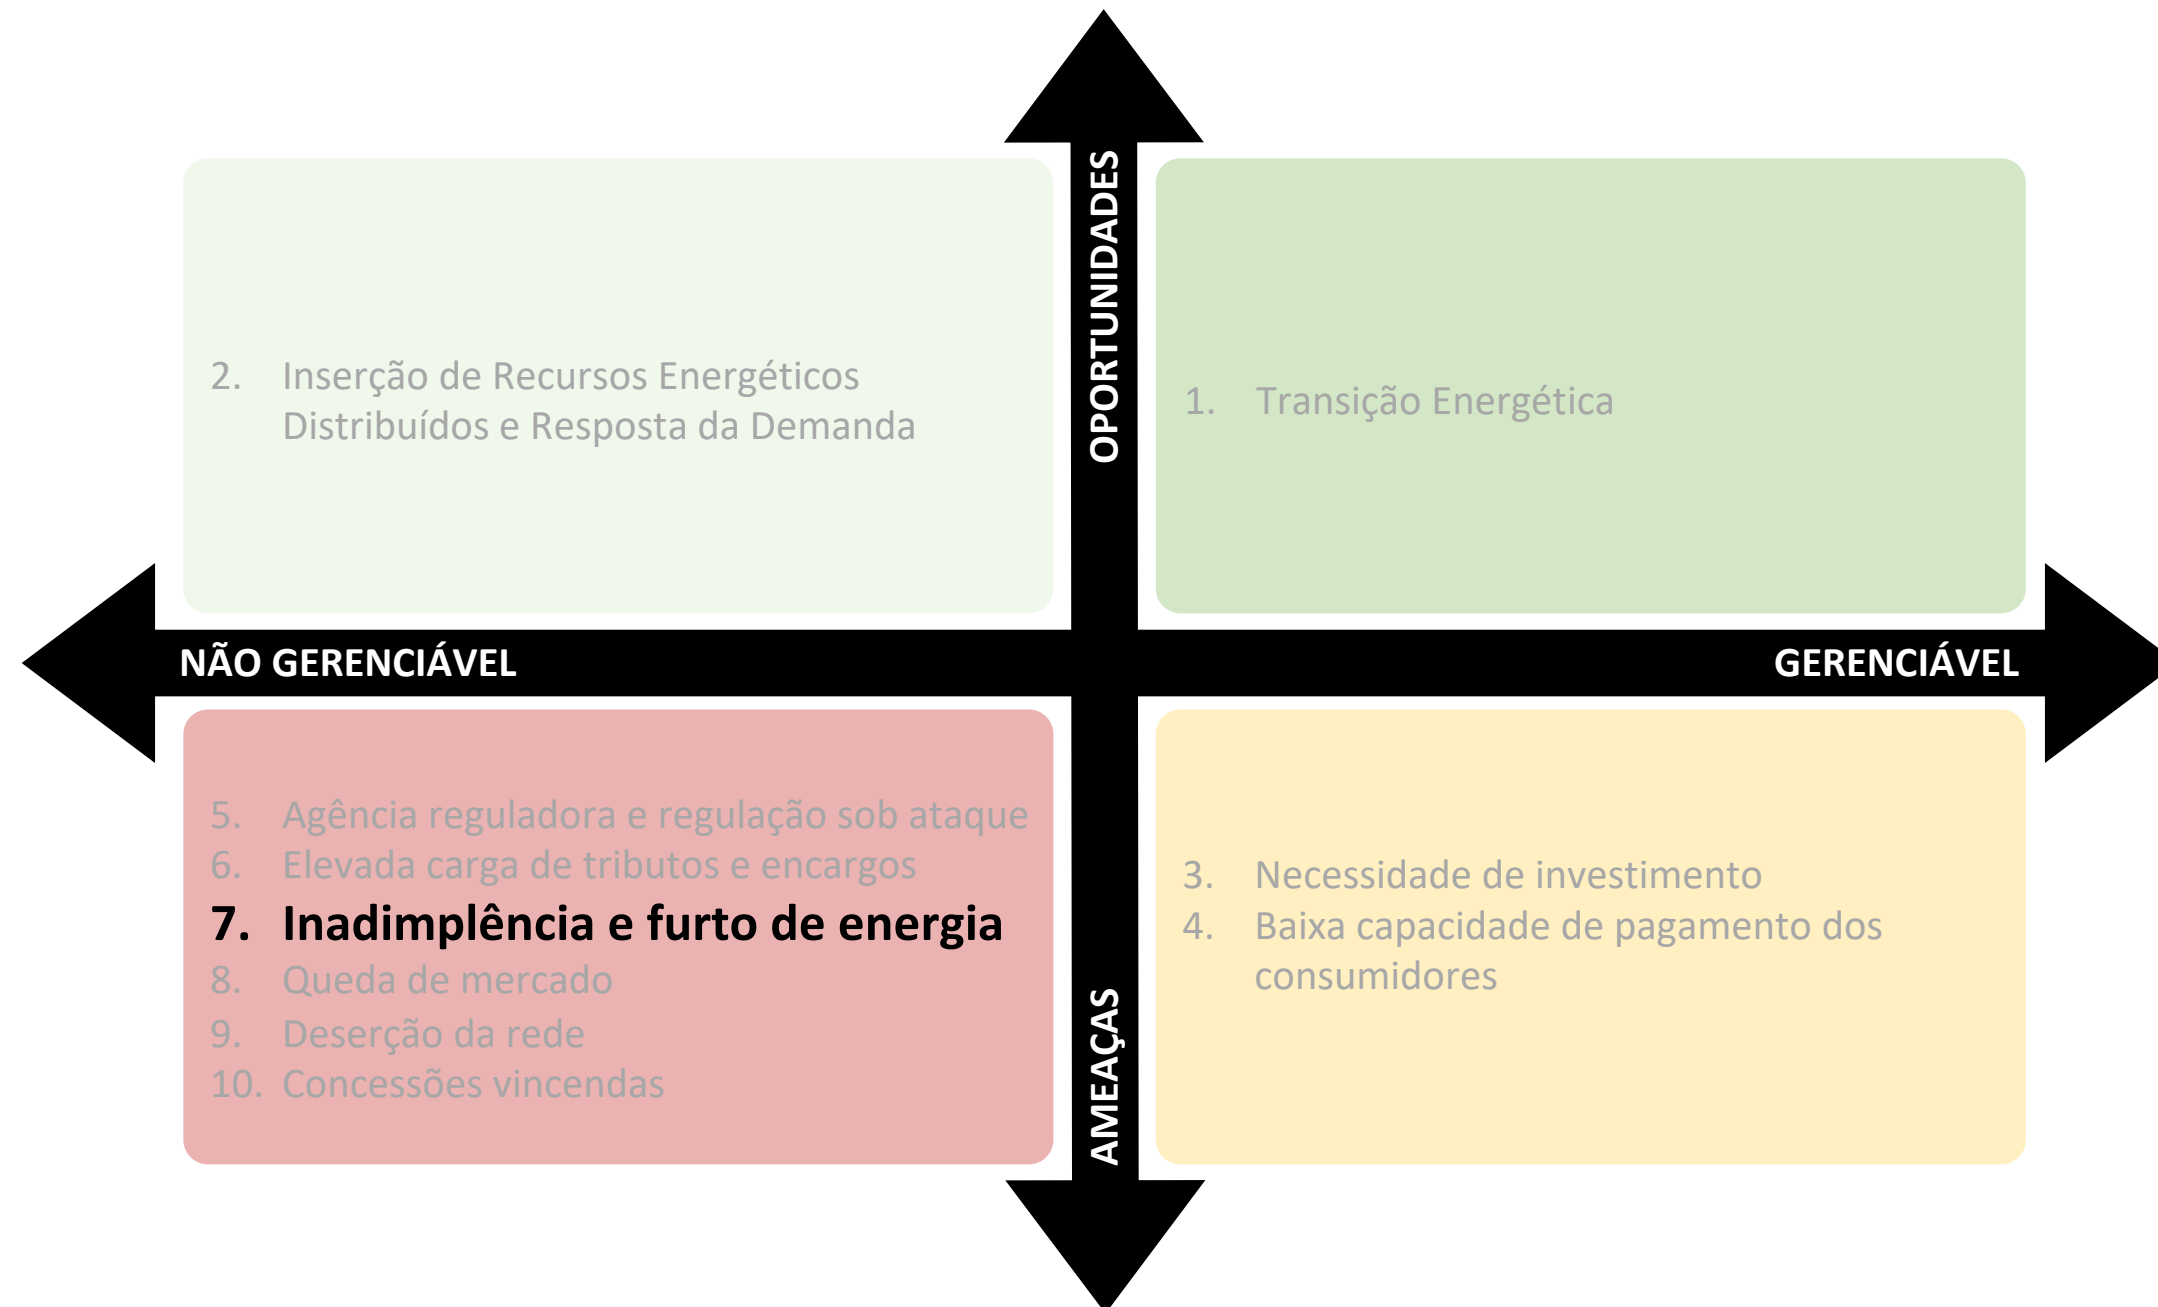 OPORTUNIDADES
2. Inserção de Recursos Energéticos
Distribuídos e Resposta da Demanda
1. Transição Energética
NÃO GERENCIÁVEL
GERENCIÁVEL
5. Agência reguladora e regulação sob ataque
6. Elevada carga de tributos e encargos
7. Inadimplência e furto de energia
8. Queda de mercado
9. Deserção da rede
10. Concessões vincendas
3. Necessidade de investimento
4. Baixa capacidade de pagamento dos
consumidores
AMEAÇAS